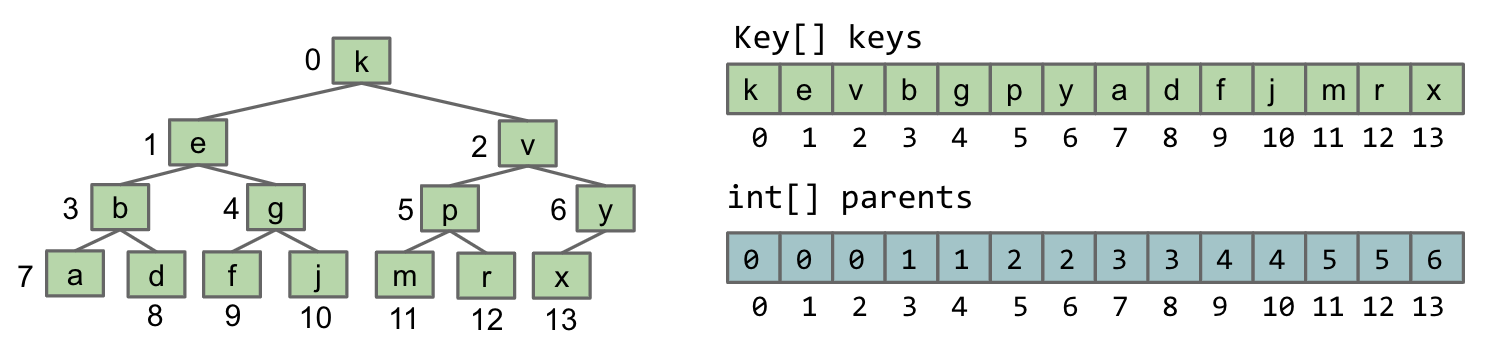 0 k
1 e 2 v
3 b 4 g 5 p 6 y
7 a d f j m r x
8 9 10 11 12 13
Key[] keys
k e v b g p y a d f j m r x
0 1 2 3 4 5 6 7 8 9 10 11 12 13
int[] parents
0 0 0 1 1 2 2 3 3 4 4 5 5 6
0 1 2 3 4 5 6 7 8 9 10 11 12 13